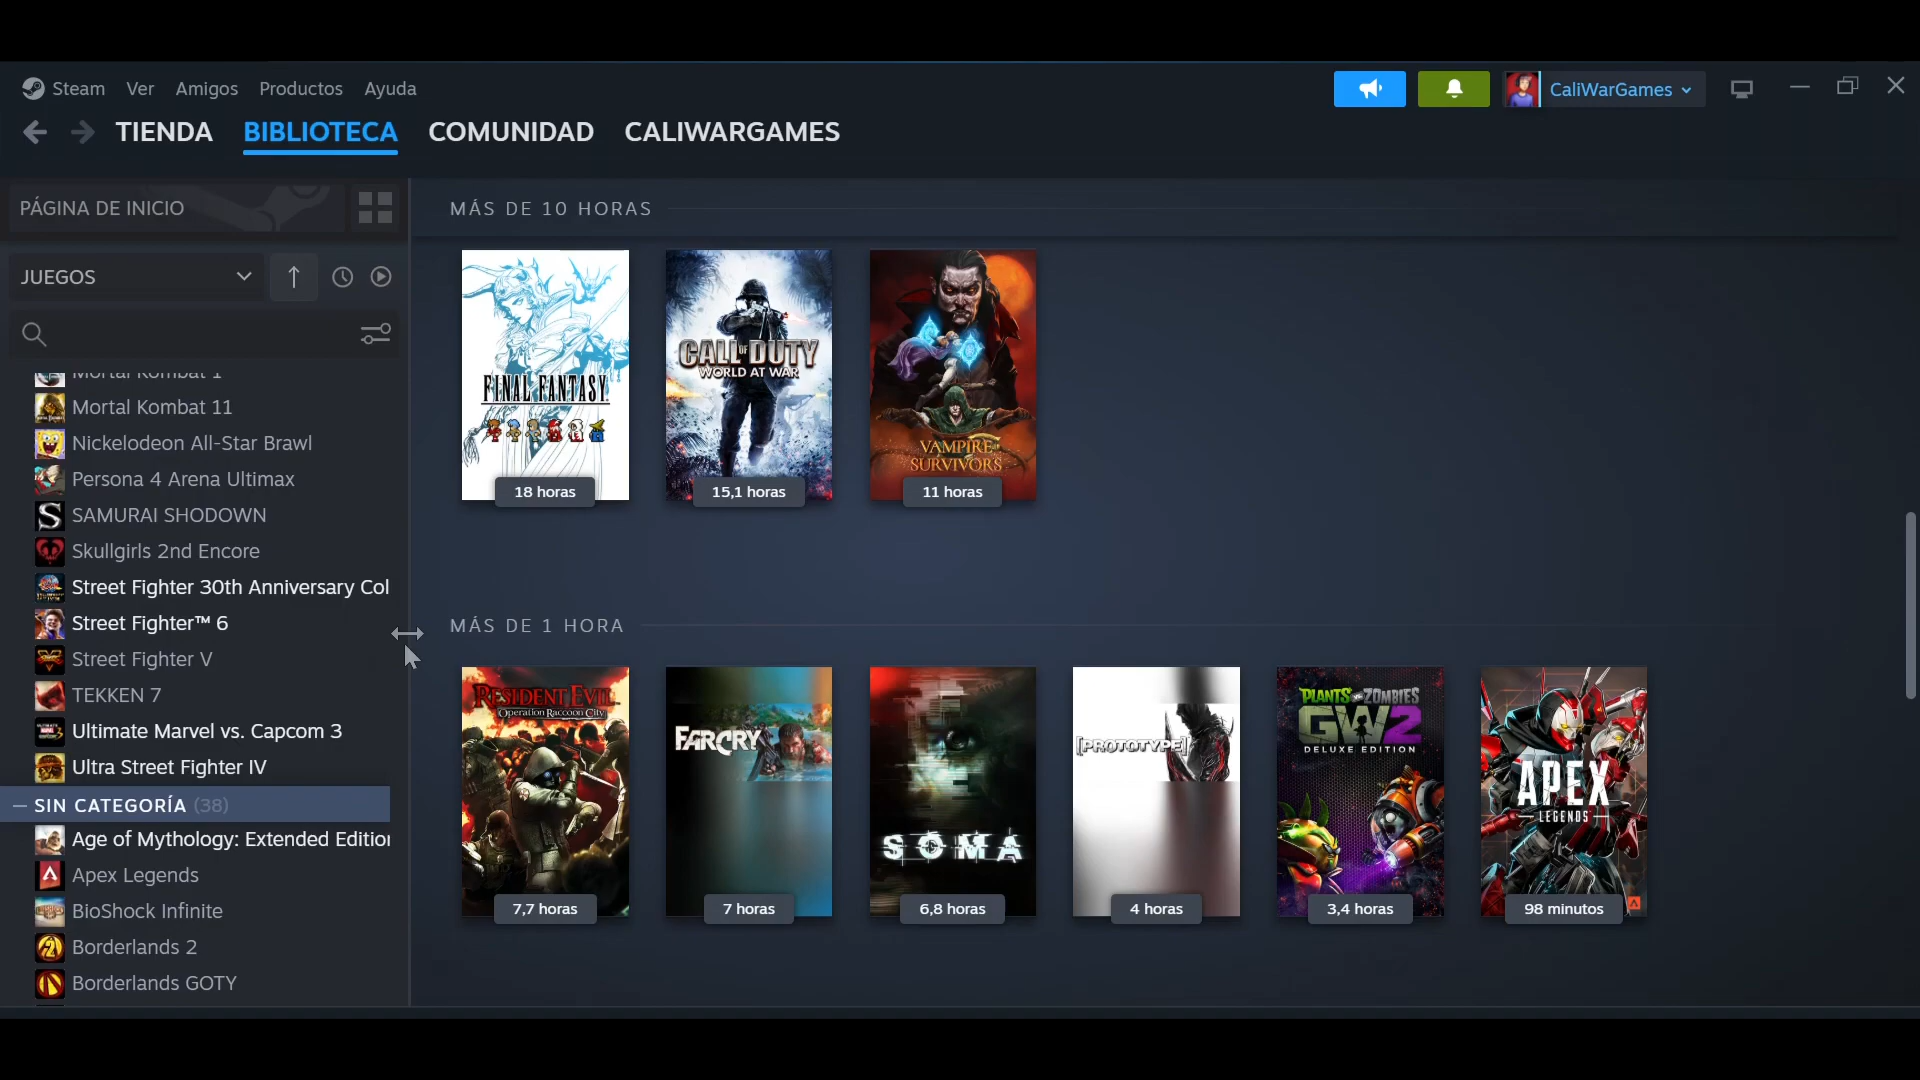 Steam Ver Amigos Productos Ayuda
CaliWarGames
TIENDA BIBLIOTECA COMUNIDAD CALIWARGAMES
PÁGINA DE INICIO
JUEGOS
Mortal Kombat 1
Mortal Kombat 11
Nickelodeon All-Star Brawl
Persona 4 Arena Ultimax
SAMURAI SHODOWN
Skullgirls 2nd Encore
Street Fighter 30th Anniversary Col
Street Fighter™ 6
Street Fighter V
TEKKEN 7
Ultimate Marvel vs. Capcom 3
Ultra Street Fighter IV
SIN CATEGORÍA (38)
Age of Mythology: Extended Edition
Apex Legends
BioShock Infinite
Borderlands 2
Borderlands GOTY
MÁS DE 10 HORAS
FINAL FANTASY
18 horas
CALL OF DUTY
WORLD AT WAR
15,1 horas
VAMPIRE
SURVIVORS
11 horas
MÁS DE 1 HORA
RESIDENT EVIL
Operation Raccoon City
7,7 horas
FARCRY
7 horas
SOMA
6,8 horas
[PROTOTYPE]
4 horas
PLANTS VS ZOMBIES
GW2
DELUXE EDITION
3,4 horas
APEX
LEGENDS
98 minutos